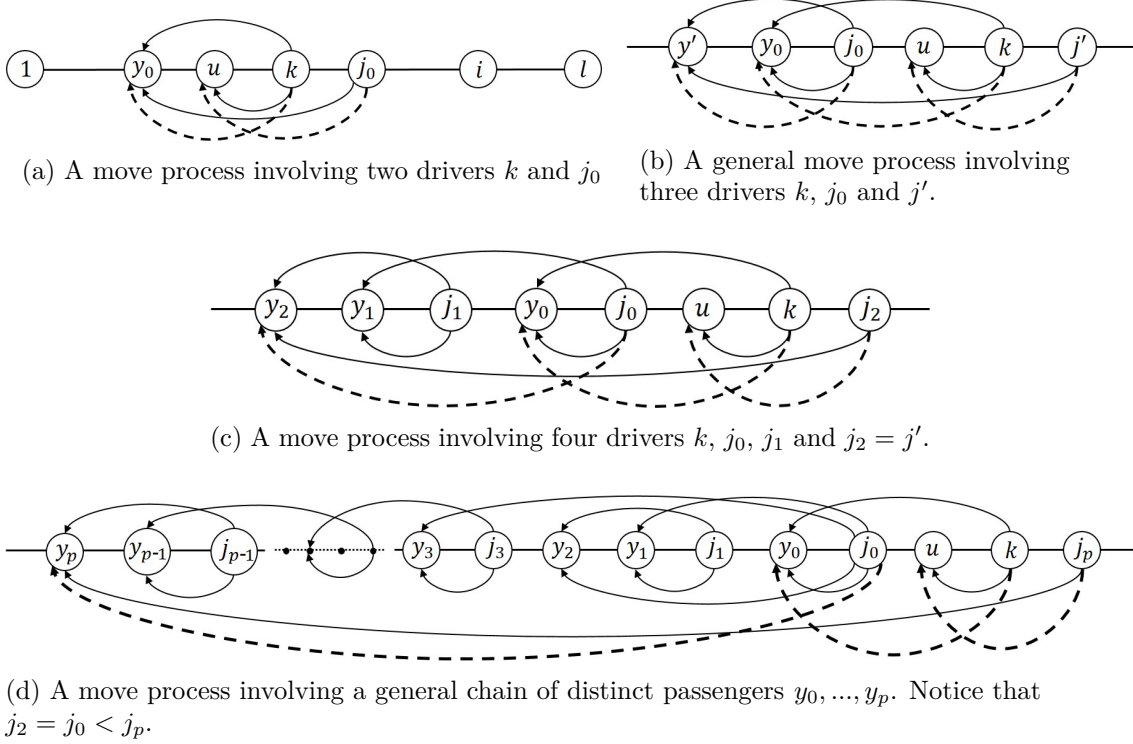 1 y₀ u k j₀ i l
(a) A move process involving two drivers k and j₀
y′ y₀ j₀ u k j′
(b) A general move process involving
three drivers k, j₀ and j′.
y₂ y₁ j₁ y₀ j₀ u k j₂
(c) A move process involving four drivers k, j₀, j₁ and j₂ = j′.
yₚ yₚ₋₁ jₚ₋₁ y₃ j₃ y₂ y₁ j₁ y₀ j₀ u k jₚ
(d) A move process involving a general chain of distinct passengers y₀, ..., yₚ. Notice that
j₂ = j₀ < jₚ.